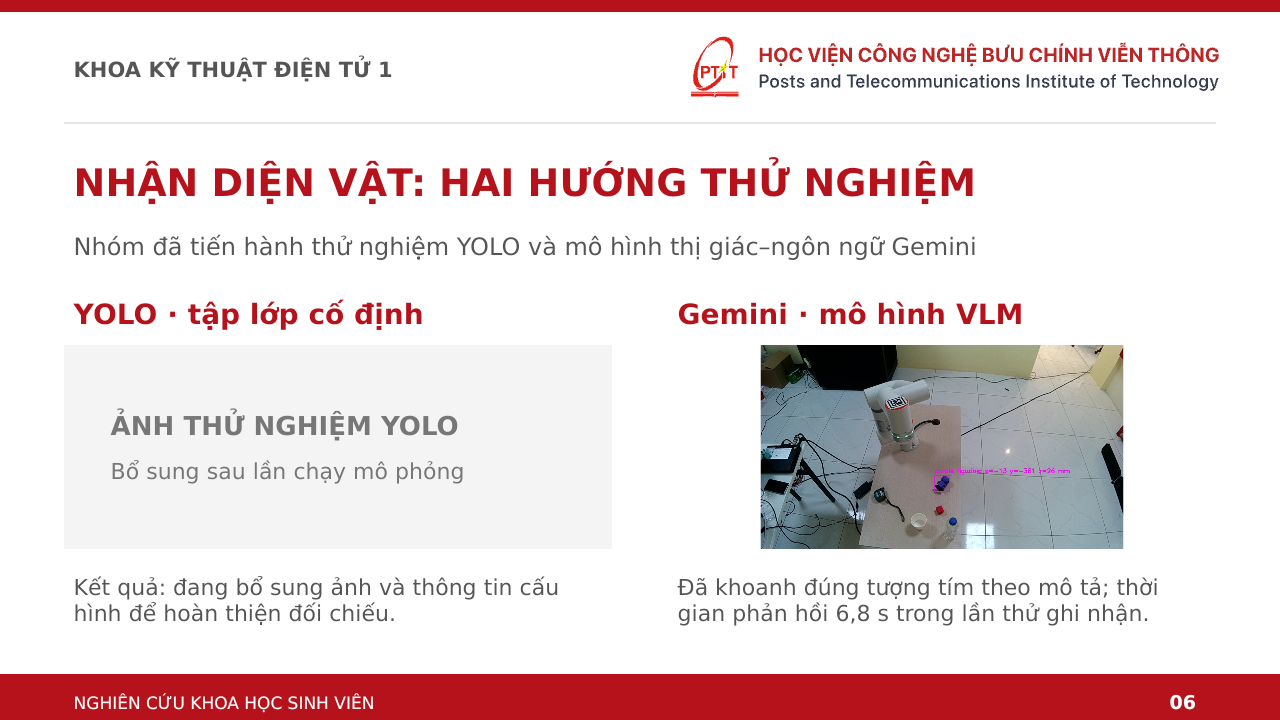 KHOA KỸ THUẬT ĐIỆN TỬ 1
PTIT
HỌC VIỆN CÔNG NGHỆ BƯU CHÍNH VIỄN THÔNG
Posts and Telecommunications Institute of Technology
NHẬN DIỆN VẬT: HAI HƯỚNG THỬ NGHIỆM
Nhóm đã tiến hành thử nghiệm YOLO và mô hình thị giác–ngôn ngữ Gemini
YOLO · tập lớp cố định
Gemini · mô hình VLM
ẢNH THỬ NGHIỆM YOLO
Bổ sung sau lần chạy mô phỏng
Kết quả: đang bổ sung ảnh và thông tin cấu
hình để hoàn thiện đối chiếu.
Đã khoanh đúng tượng tím theo mô tả; thời
gian phản hồi 6,8 s trong lần thử ghi nhận.
NGHIÊN CỨU KHOA HỌC SINH VIÊN
06